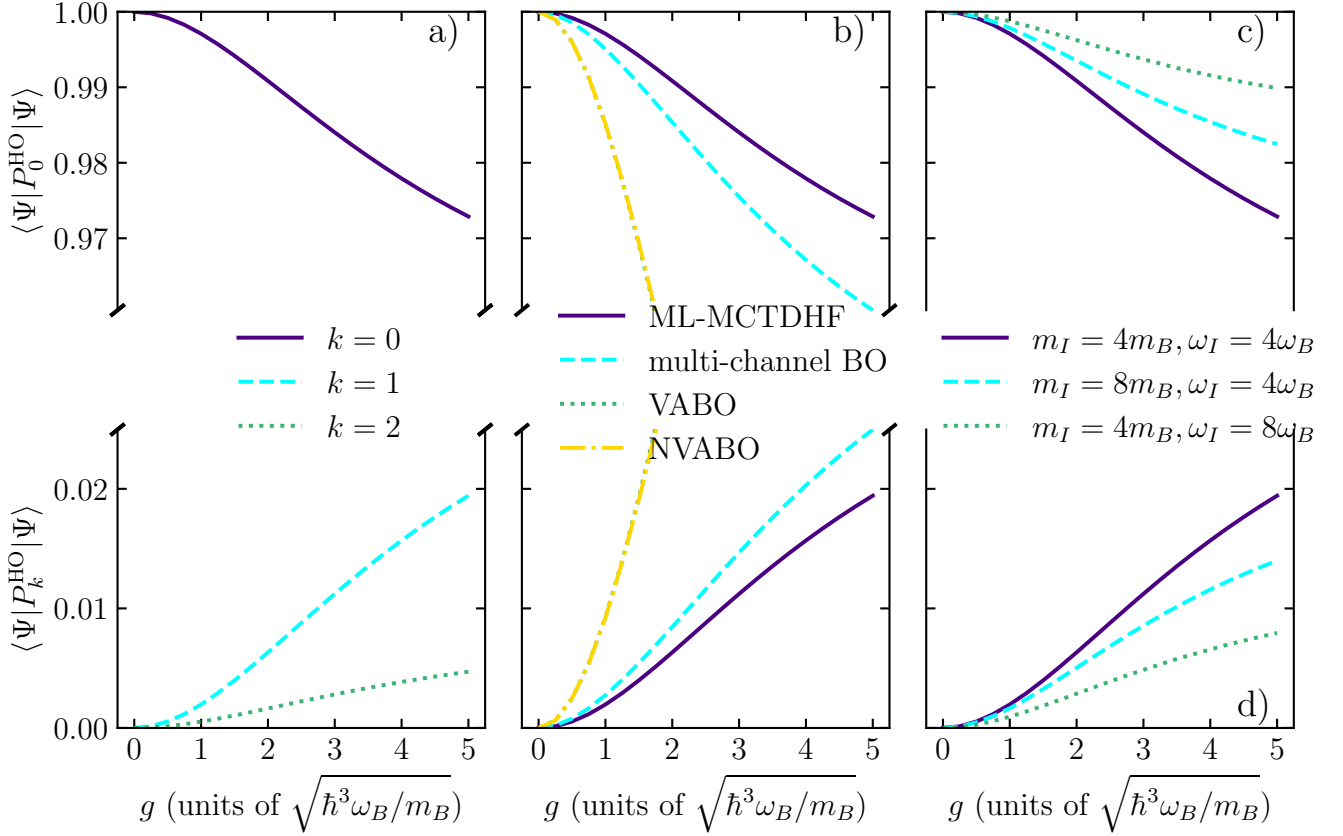 a)
b)
c)
1.00
0.99
0.98
0.97
⟨Ψ|P_0^HO|Ψ⟩
k = 0
k = 1
k = 2
ML-MCTDHF
multi-channel BO
VABO
NVABO
m_I = 4m_B, ω_I = 4ω_B
m_I = 8m_B, ω_I = 4ω_B
m_I = 4m_B, ω_I = 8ω_B
0.02
0.01
0.00
⟨Ψ|P_k^HO|Ψ⟩
d)
0 1 2 3 4 5
0 1 2 3 4 5
0 1 2 3 4 5
g (units of √ħ³ω_B/m_B)
g (units of √ħ³ω_B/m_B)
g (units of √ħ³ω_B/m_B)